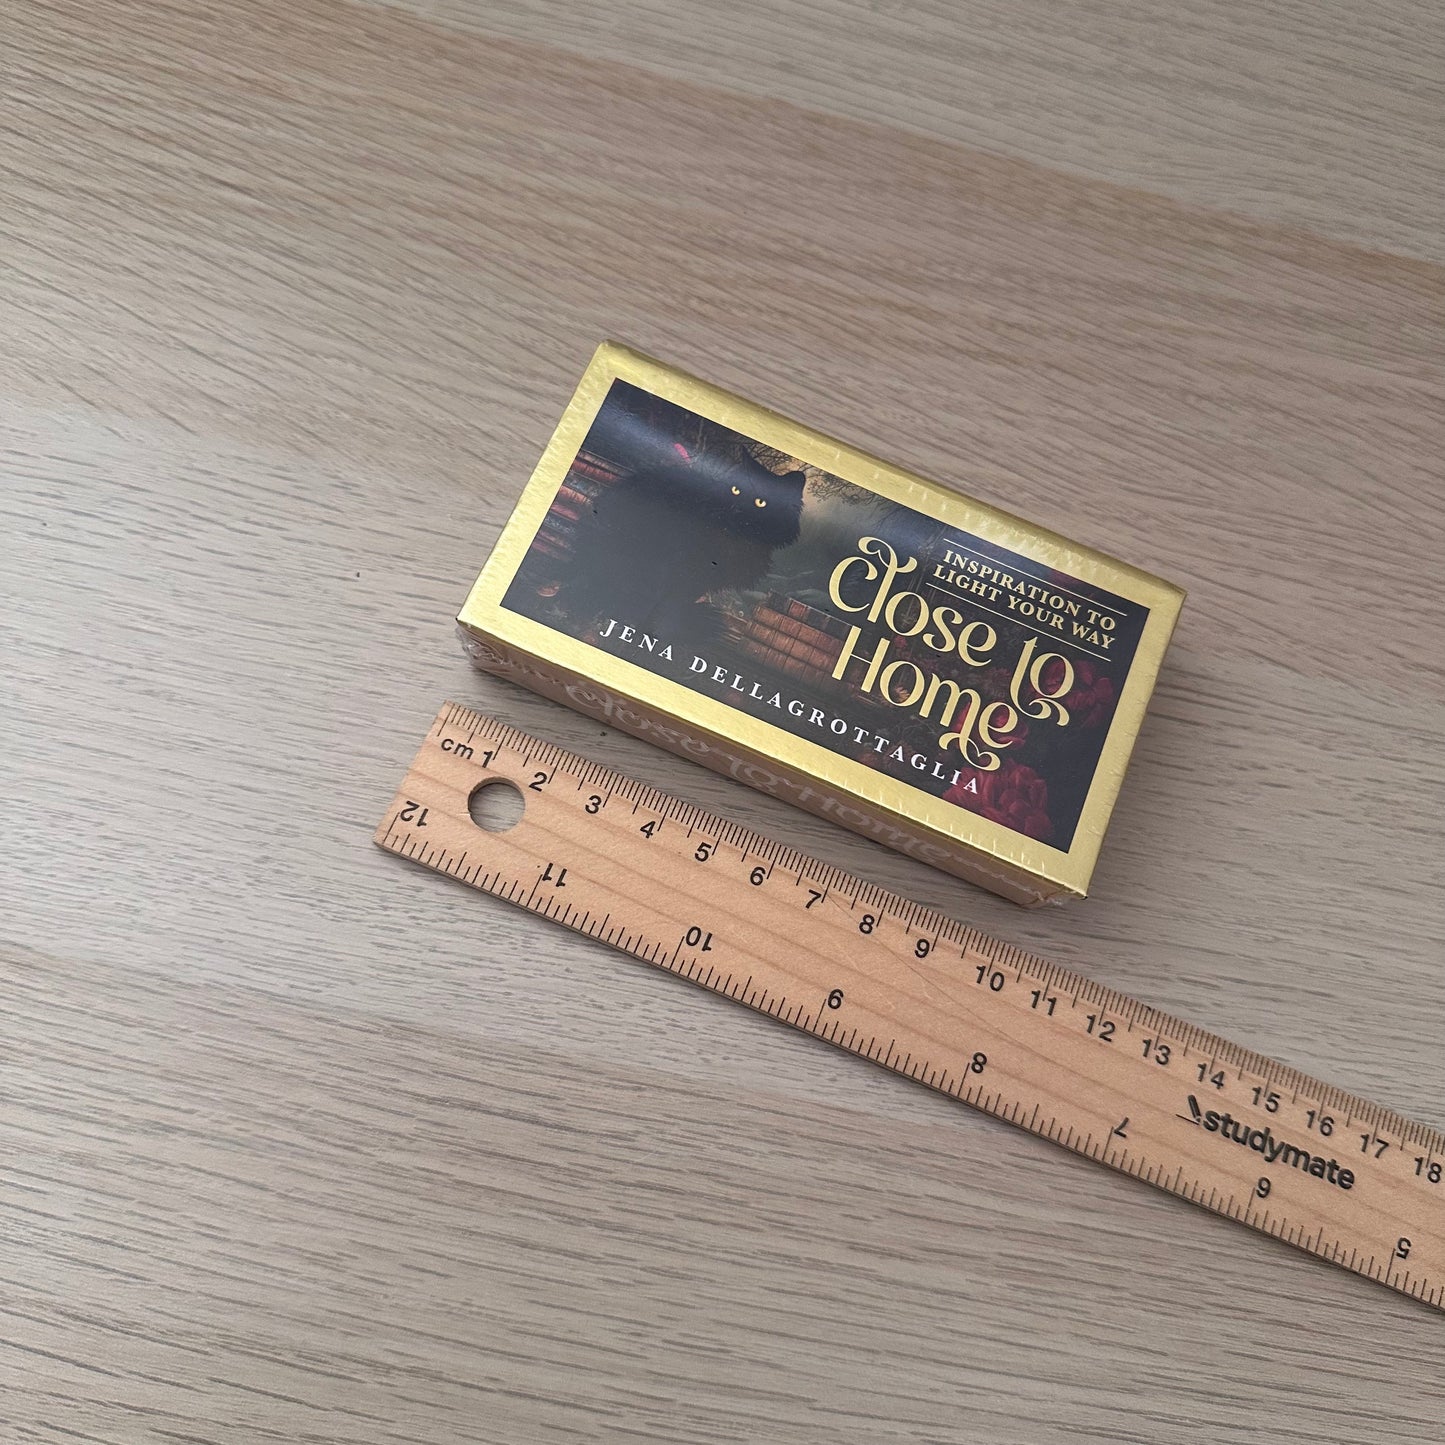 INSPIRATION TO
LIGHT YOUR WAY
Close to
Home
JENA DELLAGROTTAGLIA
Close to Home
cm 1 2 3 4 5 6 7 8 9 10 11 12 13 14 15 16 17 18
studymate
12 11 10 9 8 7 6 5